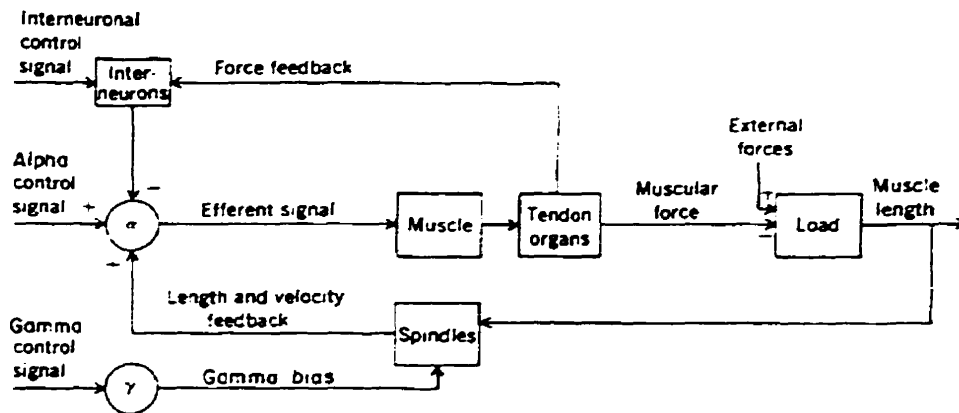 Interneuronal
control
signal
Inter-
neurons
Force feedback
External
forces
Alpha
control
signal
+
−
α
+
Efferent signal
Muscle
Tendon
organs
Muscular
force
+
−
Load
Muscle
length
Length and velocity
feedback
Spindles
Gamma
control
signal
γ
Gamma bias